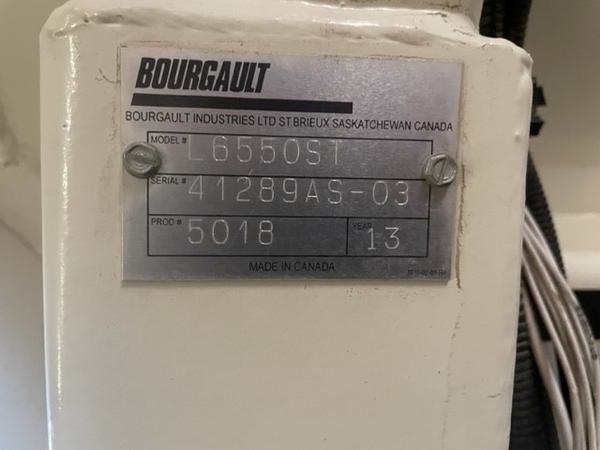 BOURGAULT
BOURGAULT INDUSTRIES LTD ST.BRIEUX SASKATCHEWAN CANADA
MODEL # L6550ST
SERIAL # 41289AS-03
PROD # 5018 YEAR 13
MADE IN CANADA